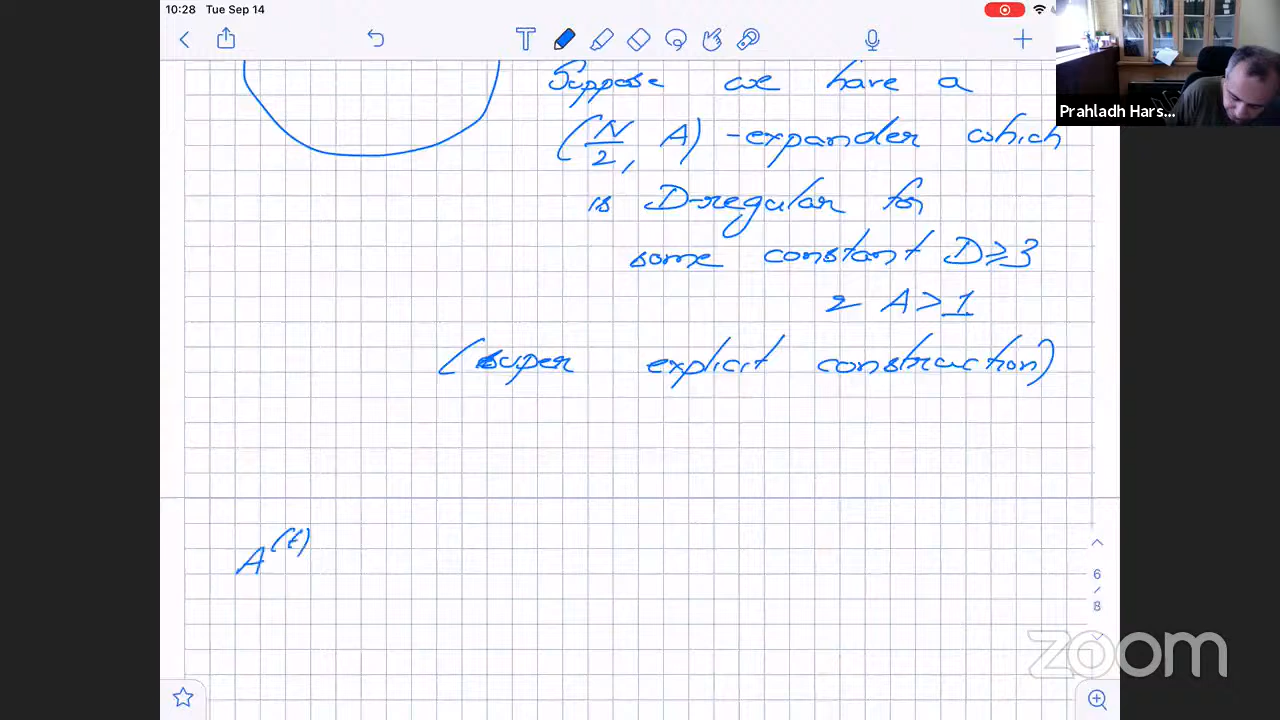 10:28 Tue Sep 14
T
Prahladh Hars...
Suppose we have a
(N/2, A) -expander which
is D-regular for
some constant D≥3
& A>1
(super explicit construction)
A^(t)
6
/
8
zoom